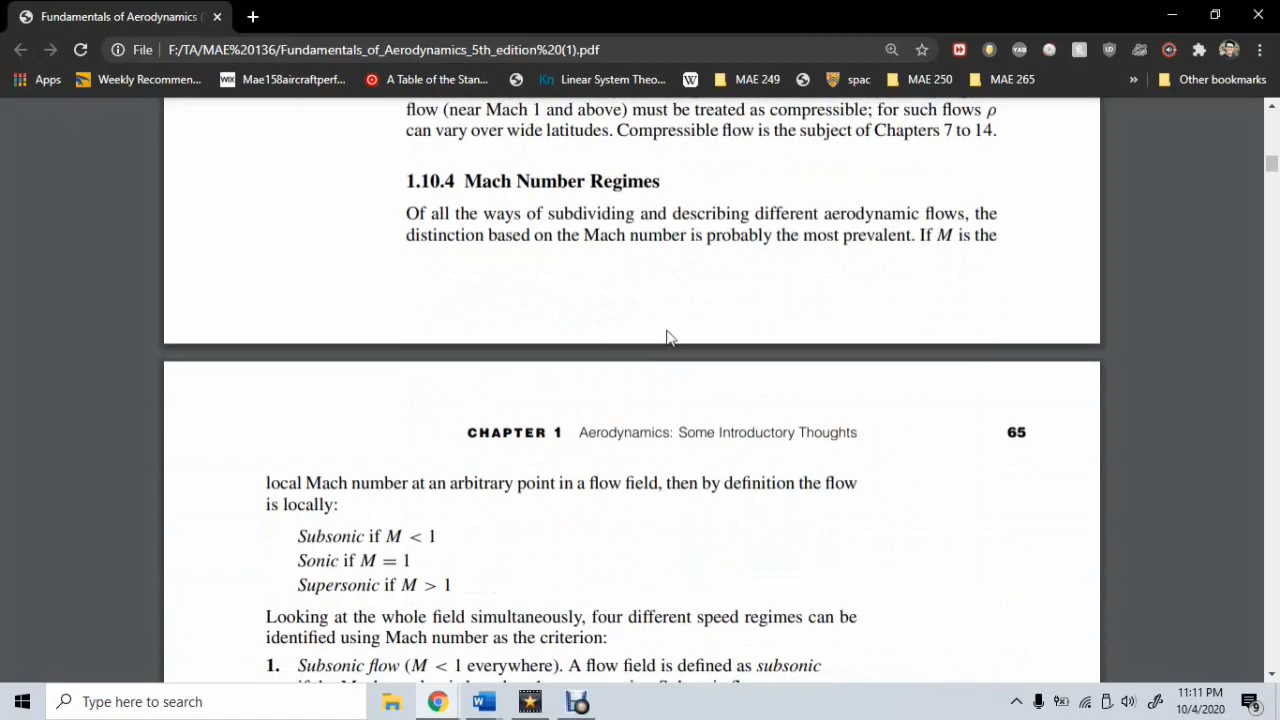 Fundamentals of Aerodynamics (
File
F:/TA/MAE%20136/Fundamentals_of_Aerodynamics_5th_edition%20(1).pdf
Apps
Weekly Recommen...
WIX
Mae158aircraftperf...
A Table of the Stan...
Kn
Linear System Theo...
W
MAE 249
spac
MAE 250
MAE 265
»
Other bookmarks
flow (near Mach 1 and above) must be treated as compressible; for such flows ρ
can vary over wide latitudes. Compressible flow is the subject of Chapters 7 to 14.
1.10.4 Mach Number Regimes
Of all the ways of subdividing and describing different aerodynamic flows, the
distinction based on the Mach number is probably the most prevalent. If M is the
CHAPTER 1 Aerodynamics: Some Introductory Thoughts
65
local Mach number at an arbitrary point in a flow field, then by definition the flow
is locally:
Subsonic if M < 1
Sonic if M = 1
Supersonic if M > 1
Looking at the whole field simultaneously, four different speed regimes can be
identified using Mach number as the criterion:
1. Subsonic flow (M < 1 everywhere). A flow field is defined as subsonic
Type here to search
11:11 PM
10/4/2020
9